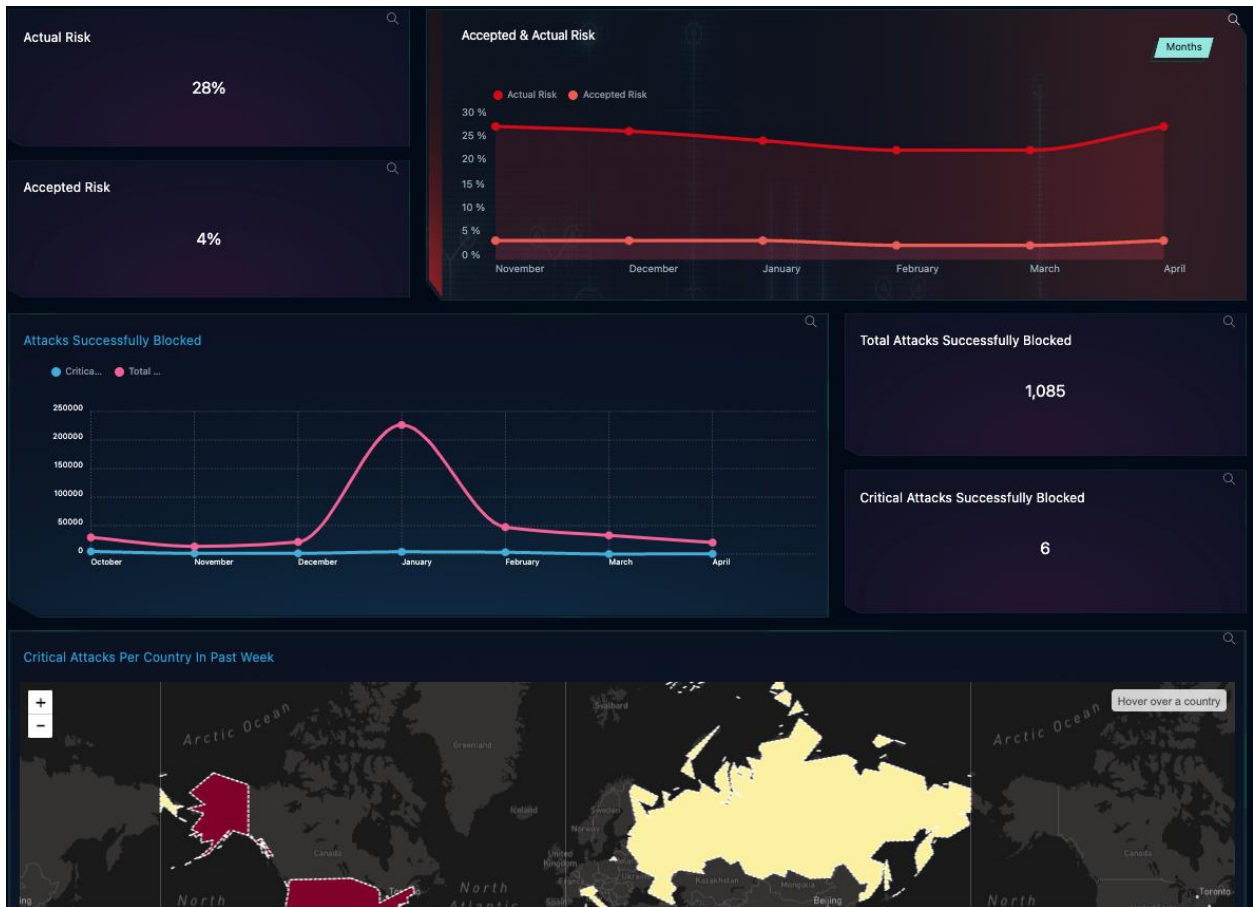 Actual Risk
28%
Accepted Risk
4%
Accepted & Actual Risk
Months
Actual Risk Accepted Risk
30 %
25 %
20 %
15 %
10 %
5 %
0 %
November December January February March April
Attacks Successfully Blocked
Critica... Total ...
250000
200000
150000
100000
50000
0
October November December January February March April
Total Attacks Successfully Blocked
1,085
Critical Attacks Successfully Blocked
6
Critical Attacks Per Country In Past Week
+
−
Hover over a country
Arctic Ocean
Svalbard
Arctic Ocean
Greenland
Iceland
Sweden
Norway
Canada
United
Kingdom
Canada
Ukraine
Kazakhstan
Mongolia
Toronto
North
Atlantic
Spain
Beijing
North
North